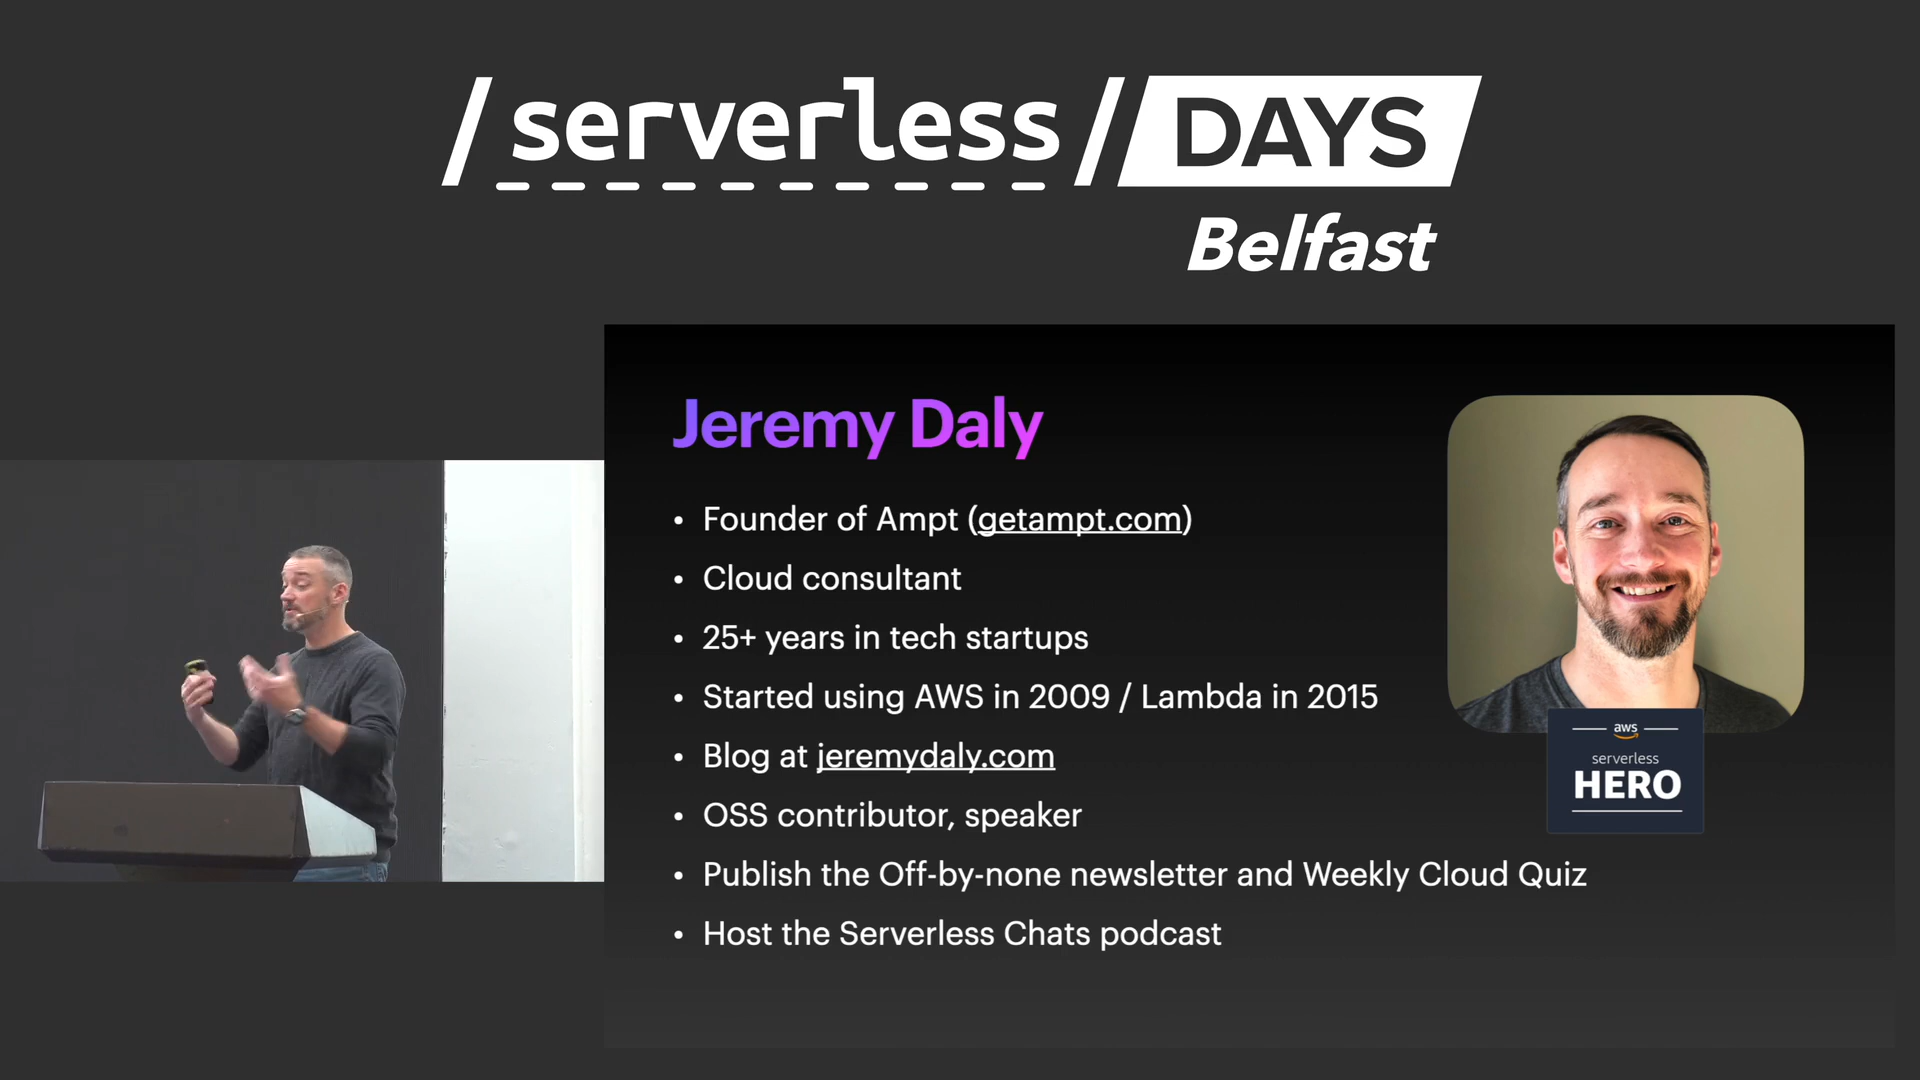 /serverless/DAYS
Belfast
Jeremy Daly
• Founder of Ampt (getampt.com)
• Cloud consultant
• 25+ years in tech startups
• Started using AWS in 2009 / Lambda in 2015
• Blog at jeremydaly.com
• OSS contributor, speaker
• Publish the Off-by-none newsletter and Weekly Cloud Quiz
• Host the Serverless Chats podcast
aws
serverless
HERO